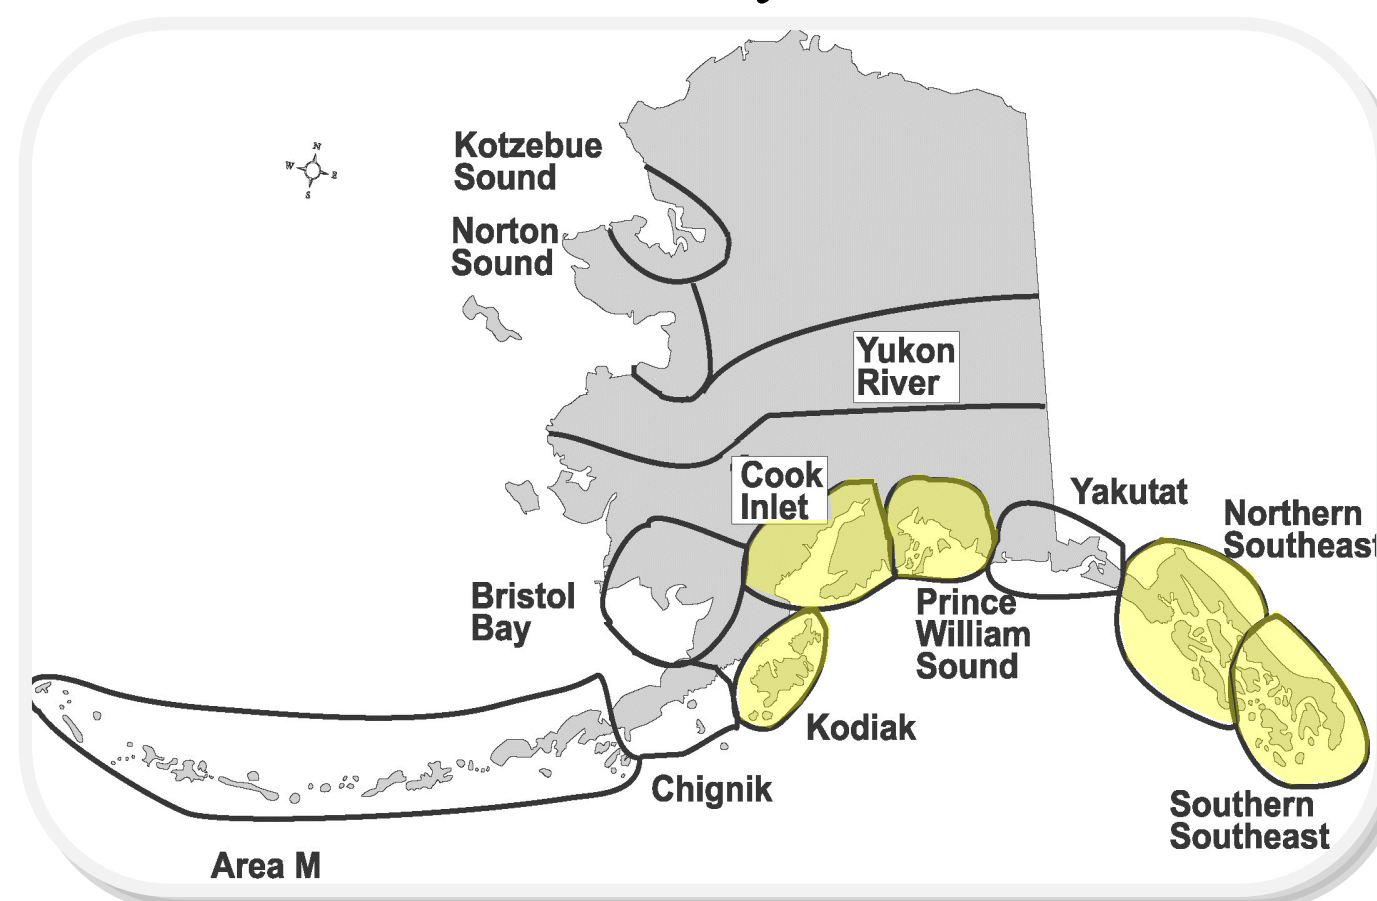 Kotzebue
Sound
N
W
E
S
Norton
Sound
Yukon
River
Cook
Inlet
Yakutat
Northern
Southeast
Bristol
Bay
Prince
William
Sound
Kodiak
Chignik
Southern
Southeast
Area M